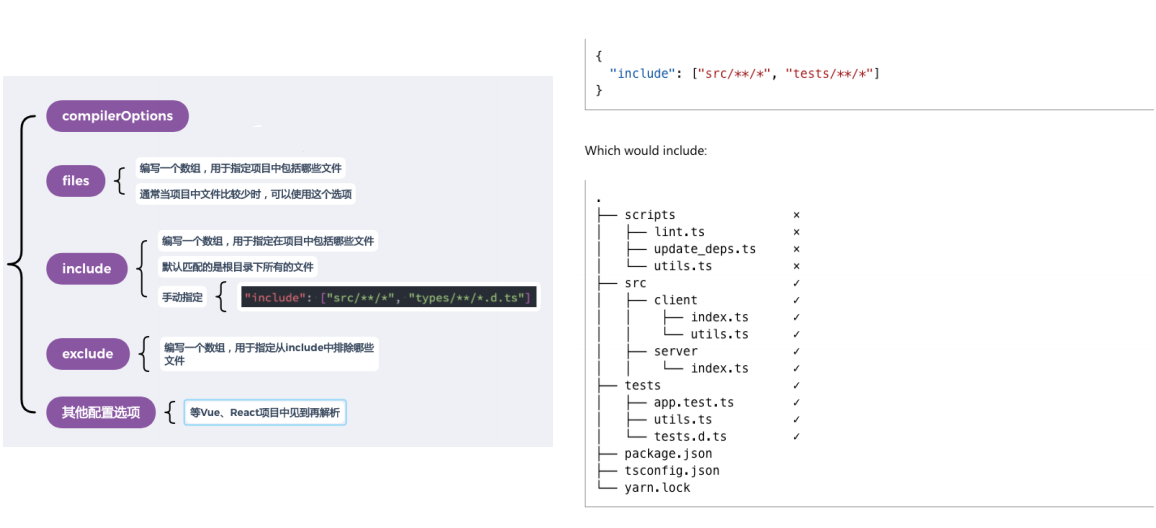 compilerOptions
files
编写一个数组，用于指定项目中包括哪些文件
通常当项目中文件比较少时，可以使用这个选项
include
编写一个数组，用于指定在项目中包括哪些文件
默认匹配的是根目录下所有的文件
手动指定
"include": ["src/**/*", "types/**/*.d.ts"]
exclude
编写一个数组，用于指定从include中排除哪些
文件
其他配置选项
等Vue、React项目中见到再解析
{
"include": ["src/**/*", "tests/**/*"]
}
Which would include:
.
├── scripts ⨯
│   ├── lint.ts ⨯
│   ├── update_deps.ts ⨯
│   └── utils.ts ⨯
├── src ✓
│   ├── client ✓
│   │    ├── index.ts ✓
│   │    └── utils.ts ✓
│   ├── server ✓
│   │    └── index.ts ✓
├── tests ✓
│   ├── app.test.ts ✓
│   ├── utils.ts ✓
│   └── tests.d.ts ✓
├── package.json
├── tsconfig.json
└── yarn.lock